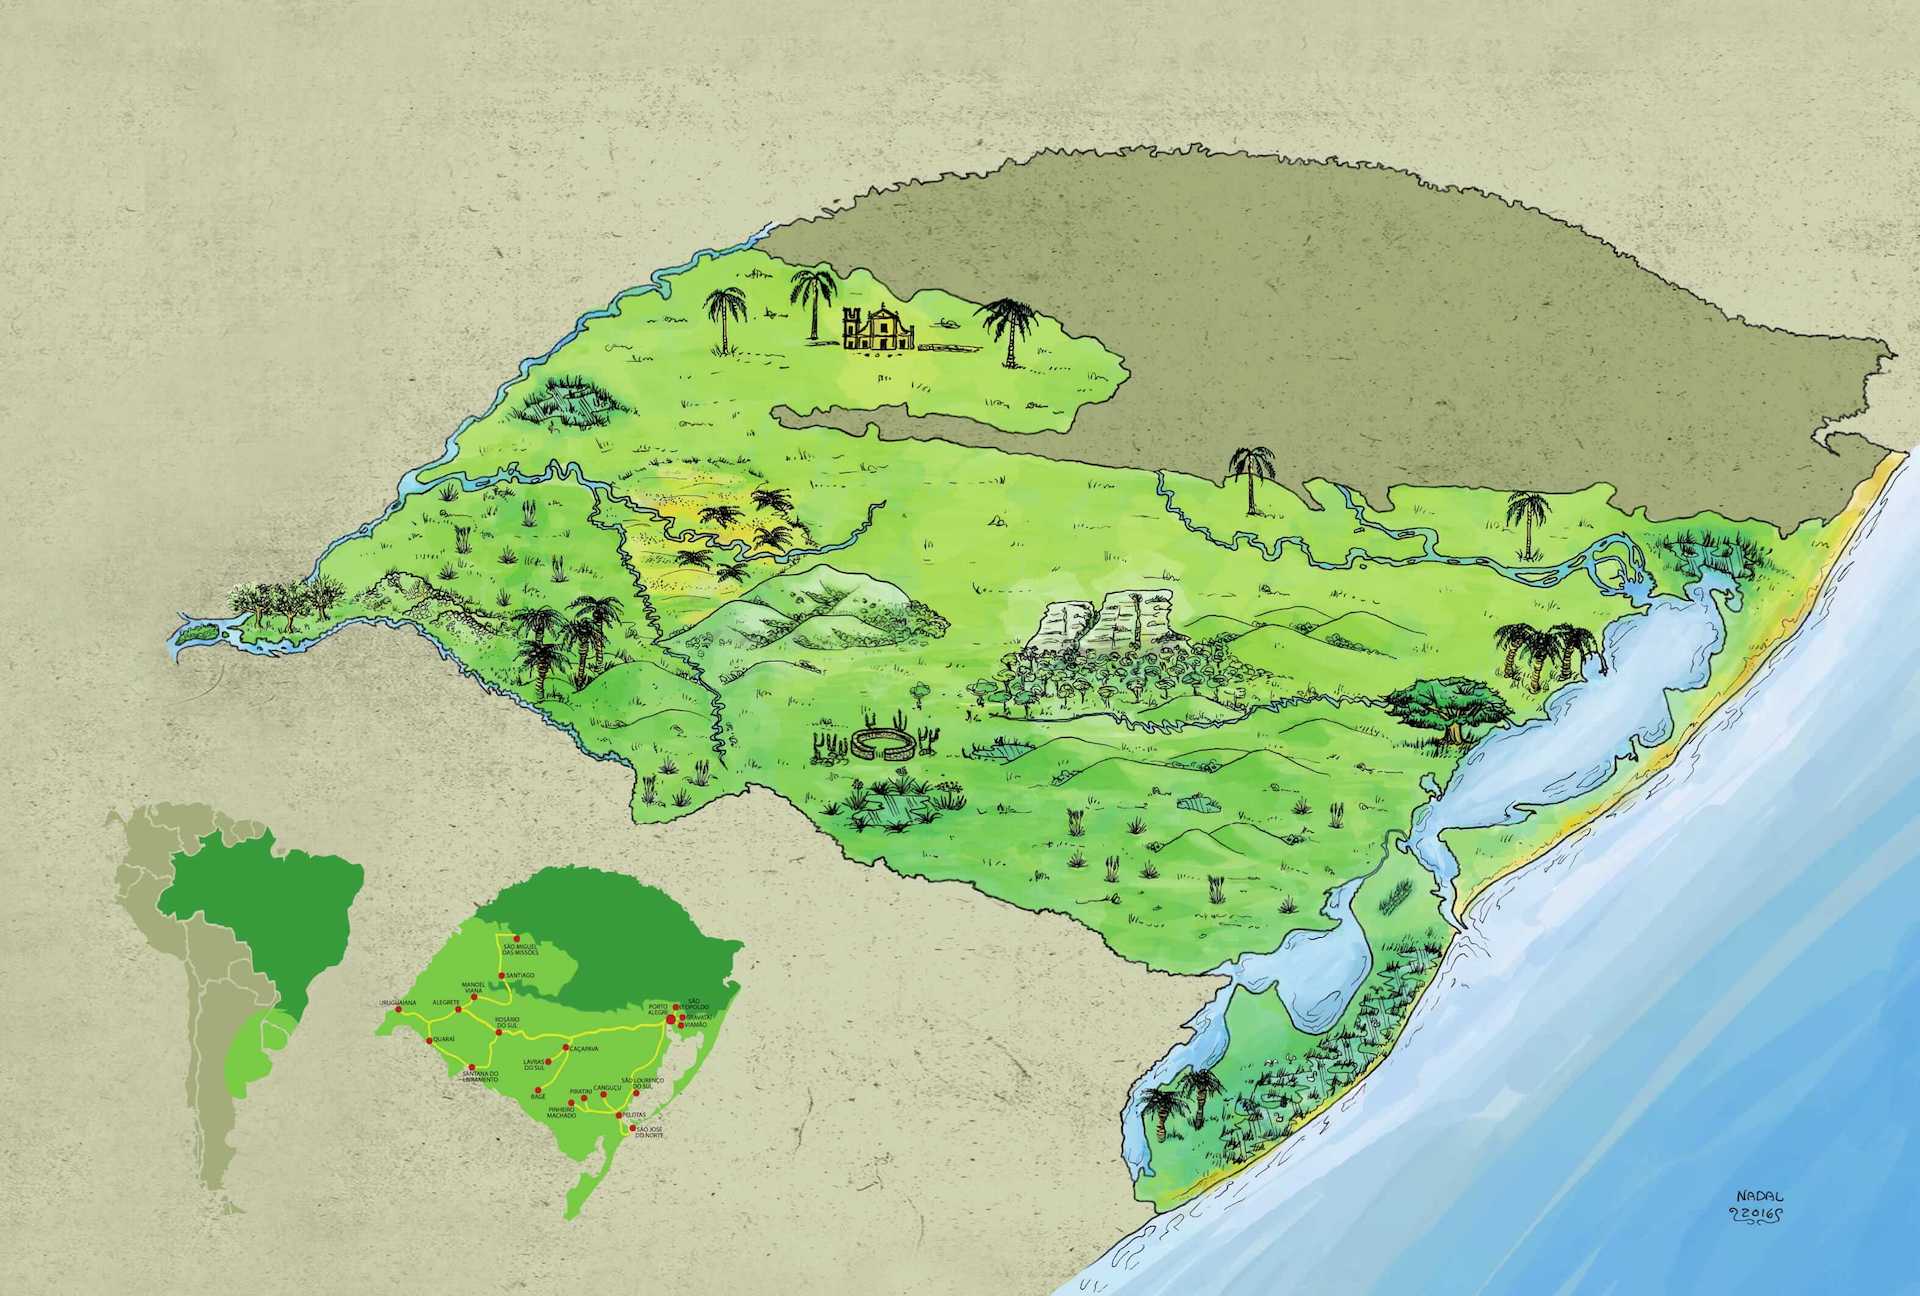 SÃO MIGUEL
DAS MISSÕES
SANTIAGO
MANOEL
VIANA
URUGUAIANA
ALEGRETE
ROSÁRIO
DO SUL
PORTO
ALEGRE
SÃO
LEOPOLDO
GRAVATAÍ
VIAMÃO
QUARAÍ
CAÇAPAVA
LAVRAS
DO SUL
SANTANA DO
LIVRAMENTO
BAGÉ
PIRATINI
CANGUÇU
SÃO LOURENÇO
DO SUL
PINHEIRO
MACHADO
PELOTAS
SÃO JOSÉ
DO NORTE
NADAL
2016